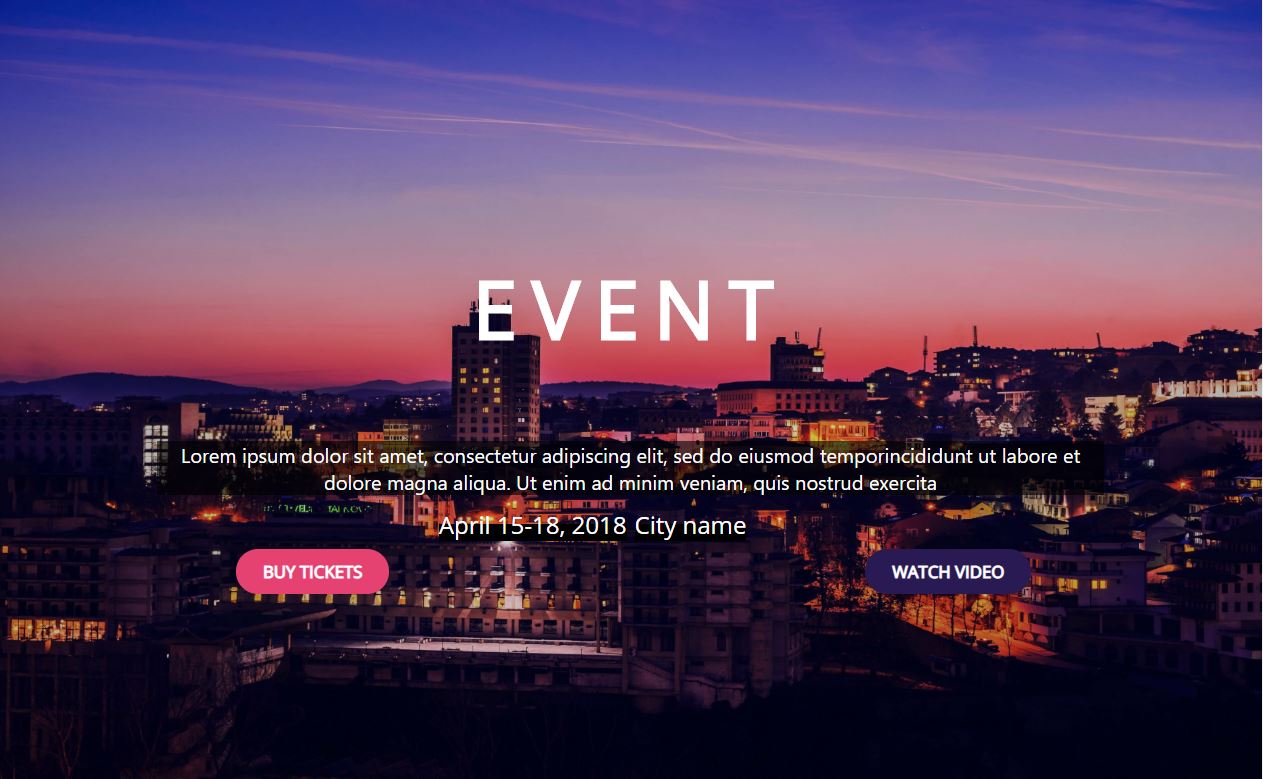 EVENT
Lorem ipsum dolor sit amet, consectetur adipiscing elit, sed do eiusmod temporincididunt ut labore et
dolore magna aliqua. Ut enim ad minim veniam, quis nostrud exercita
April 15-18, 2018 City name
BUY TICKETS
WATCH VIDEO